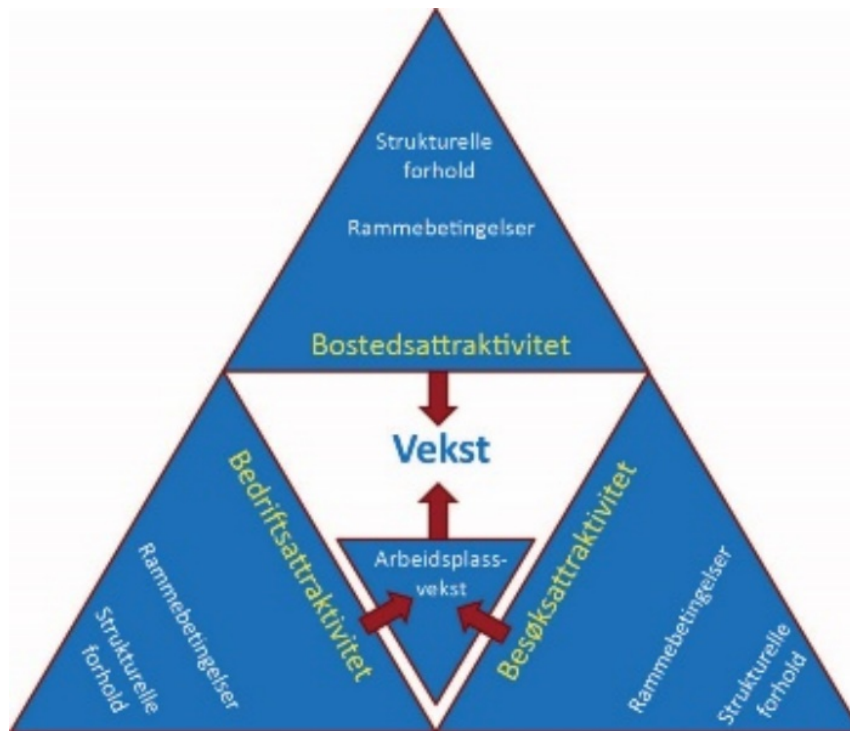 Strukturelle
forhold
Rammebetingelser
Bostedsattraktivitet
Vekst
Arbeidsplass-
vekst
Bedriftsattraktivitet
Rammebetingelser
Strukturelle
forhold
Besøksattraktivitet
Rammebetingelser
Strukturelle
forhold